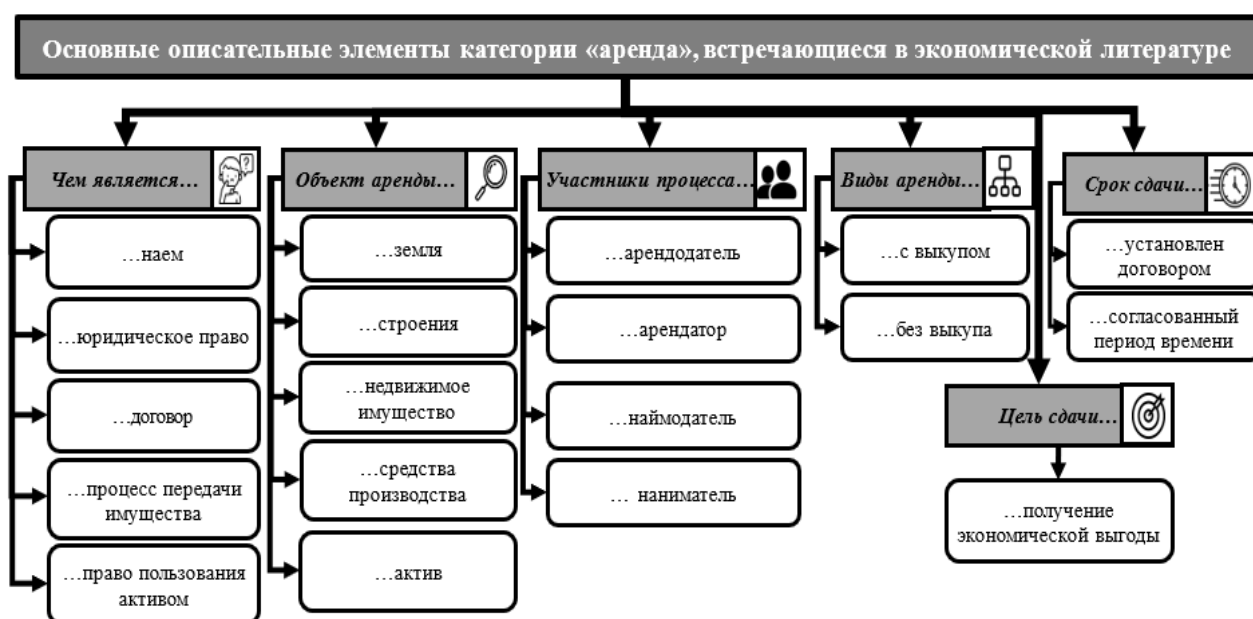 Основные описательные элементы категории «аренда», встречающиеся в экономической литературе
Чем является…
…наем
…юридическое право
…договор
…процесс передачи
имущества
…право пользования
активом
Объект аренды…
…земля
…строения
…недвижимое
имущество
…средства
производства
…актив
Участники процесса…
…арендодатель
…арендатор
…наймодатель
… наниматель
Виды аренды…
…с выкупом
…без выкупа
Срок сдачи…
…установлен
договором
…согласованный
период времени
Цель сдачи…
…получение
экономической выгоды